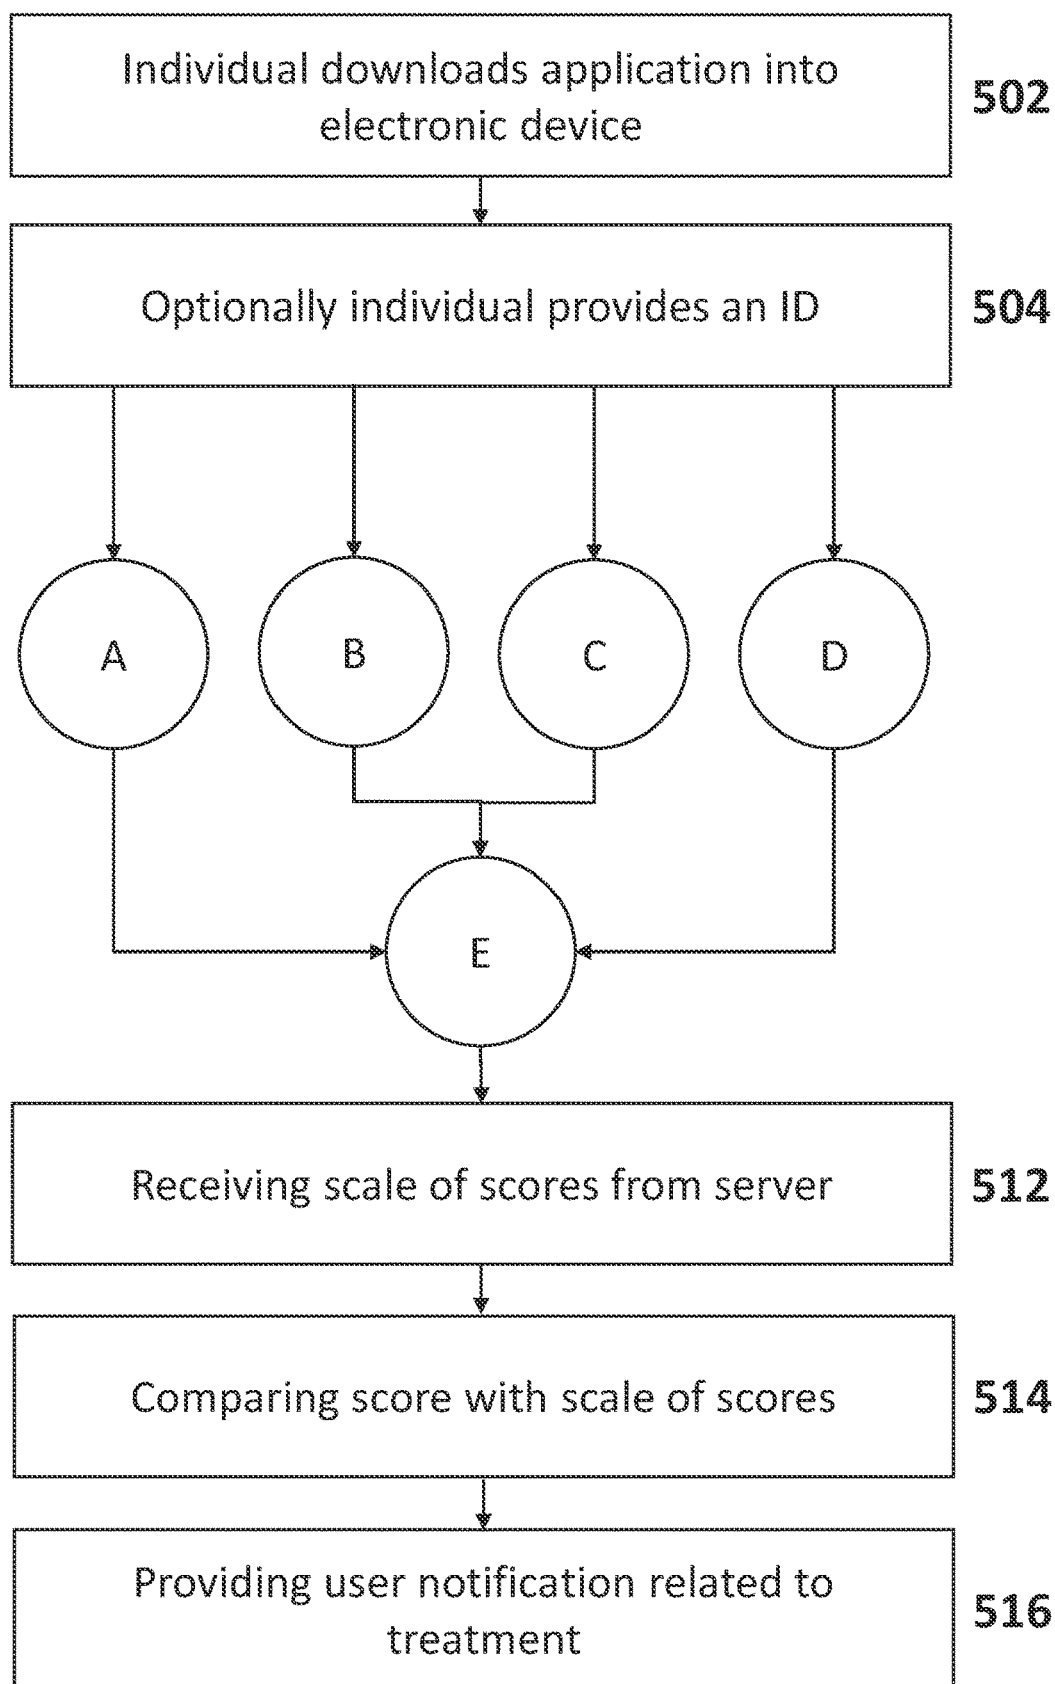 Individual downloads application into
electronic device
502
Optionally individual provides an ID
504
A
B
C
D
E
Receiving scale of scores from server
512
Comparing score with scale of scores
514
Providing user notification related to
treatment
516